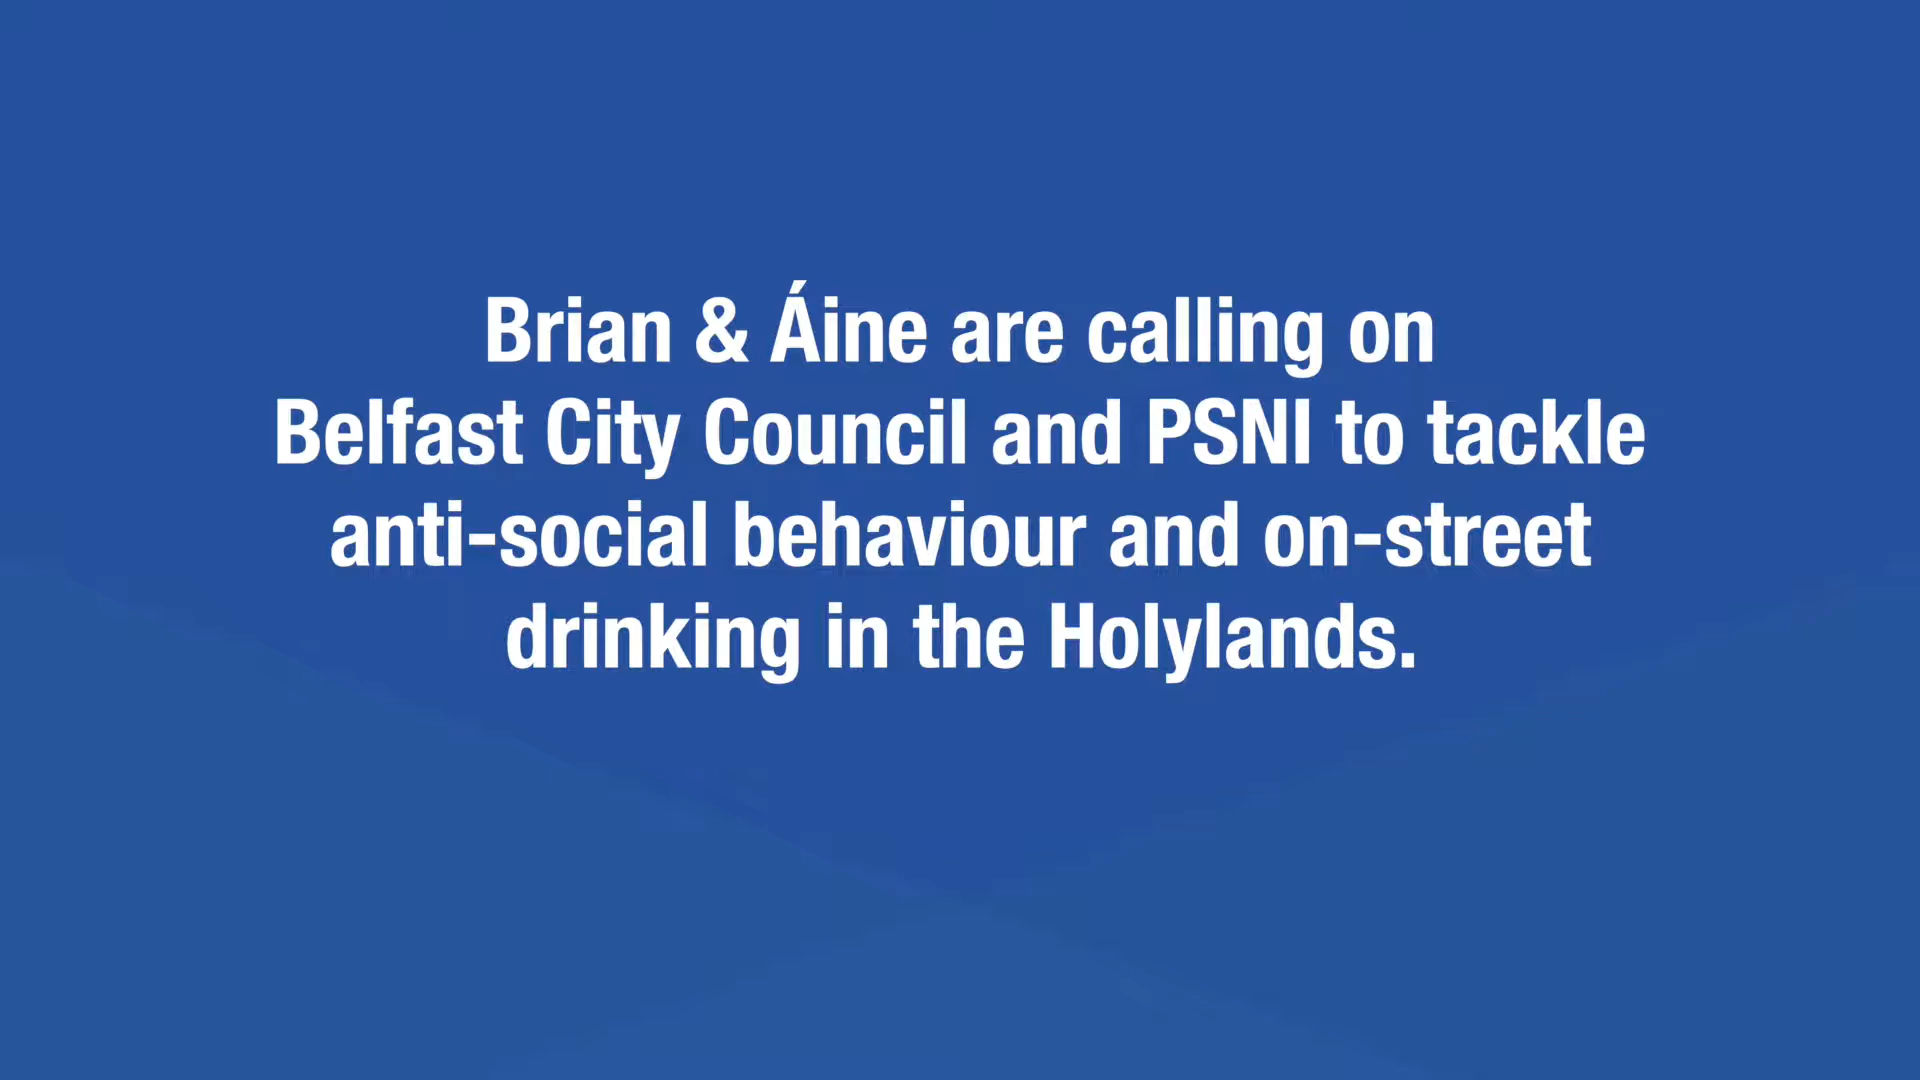 Brian & Áine are calling on
Belfast City Council and PSNI to tackle
anti-social behaviour and on-street
drinking in the Holylands.